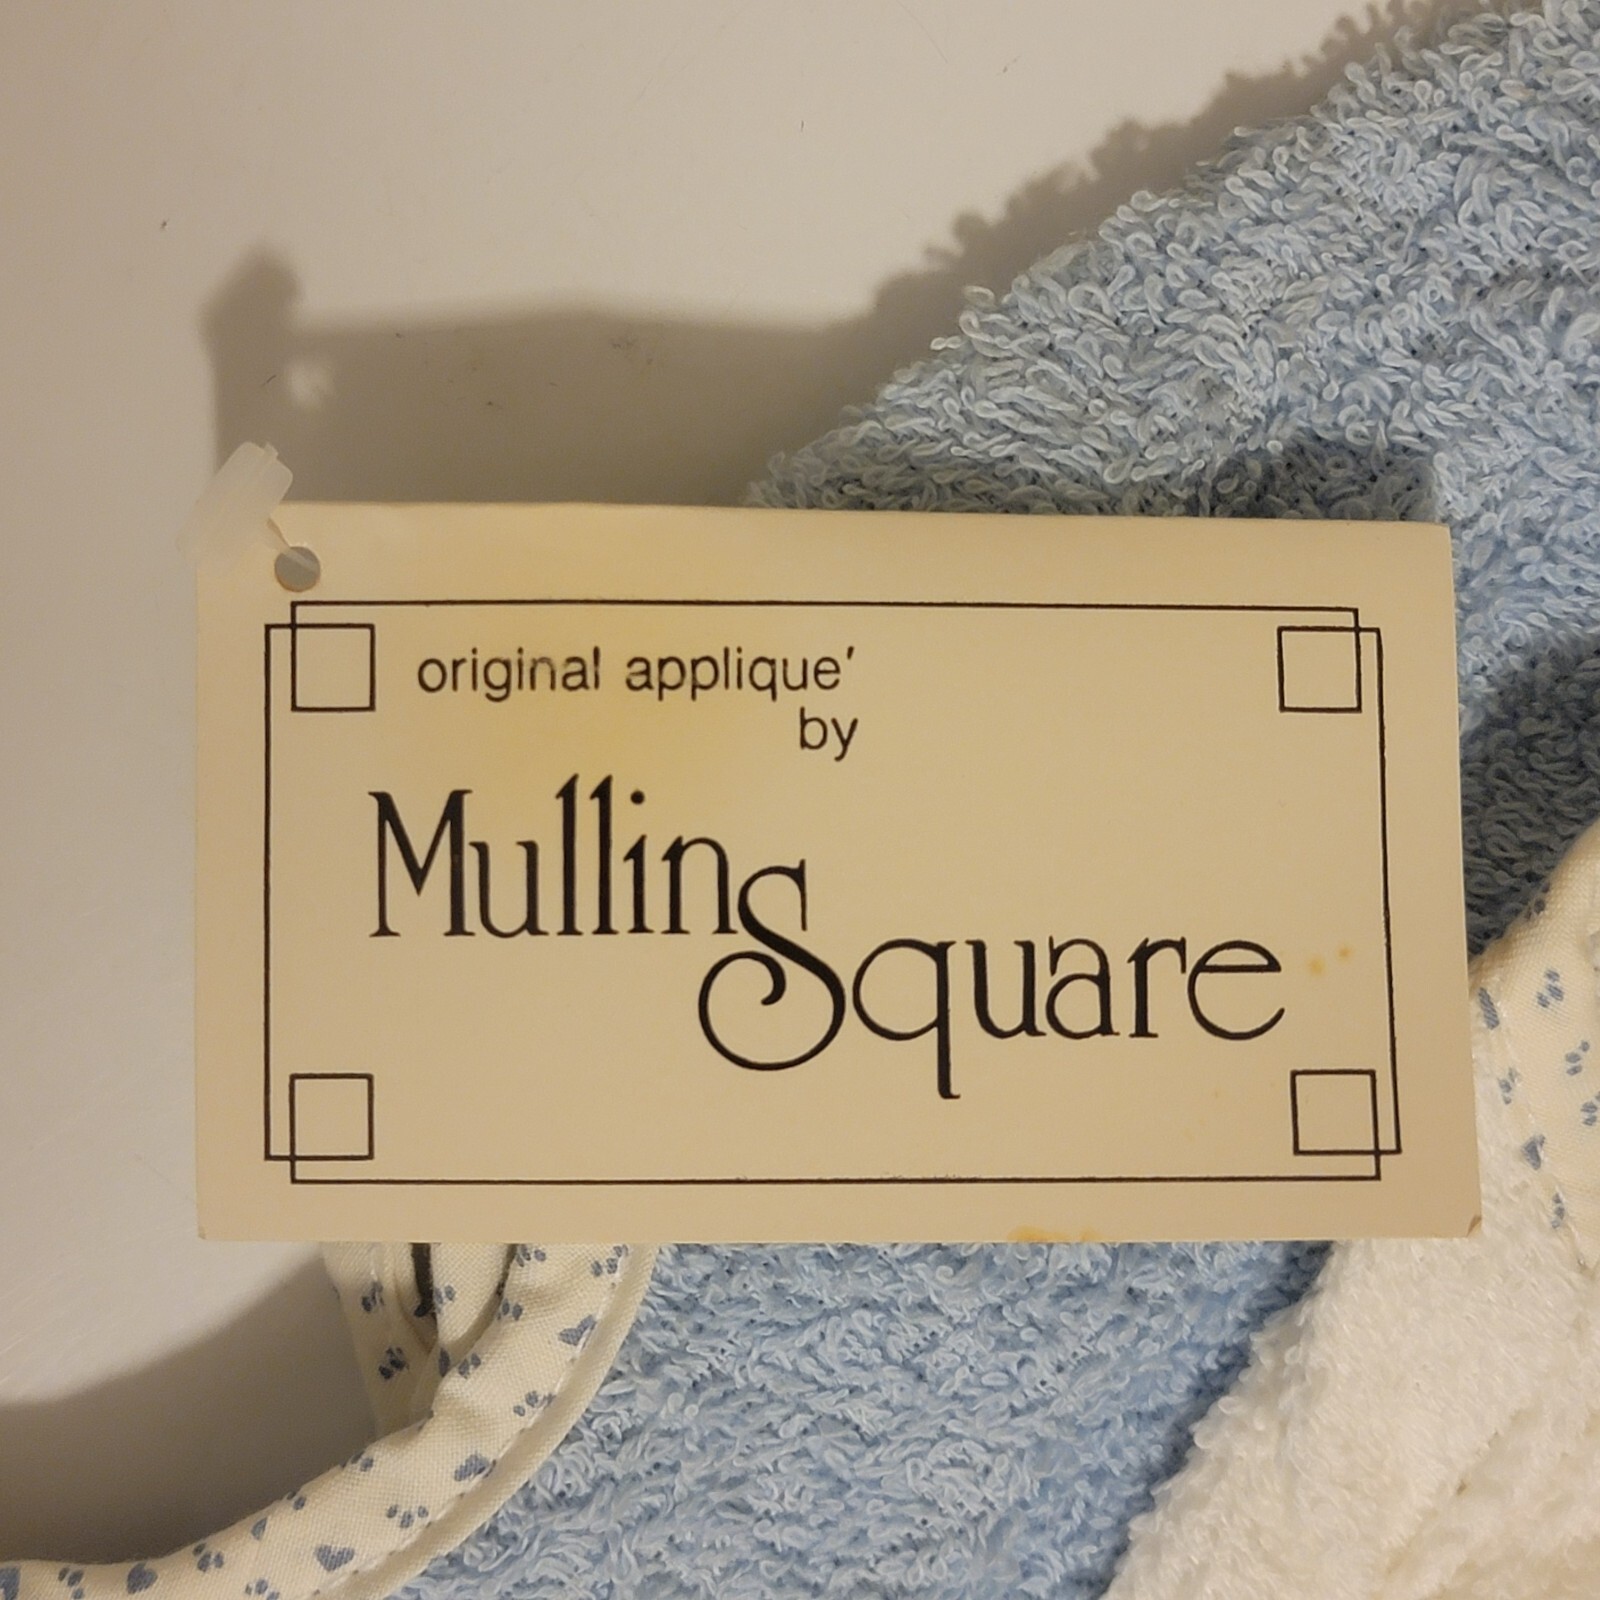 original applique'
by
Mullin
Square